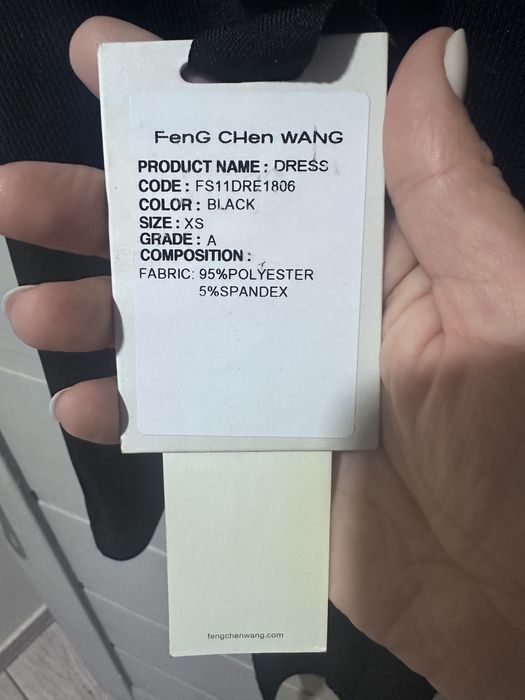 FenG CHen WANG
PRODUCT NAME : DRESS
CODE : FS11DRE1806
COLOR : BLACK
SIZE : XS
GRADE : A
COMPOSITION :
FABRIC: 95%POLYESTER
5%SPANDEX
fengchenwang.com